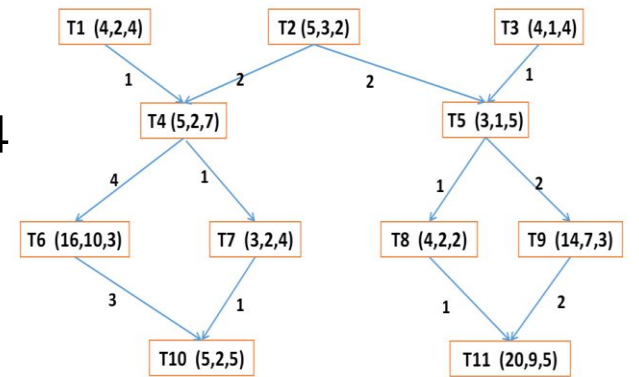 T1 (4,2,4)
T2 (5,3,2)
T3 (4,1,4)
1
2
2
1
4
T4 (5,2,7)
T5 (3,1,5)
4
1
1
2
T6 (16,10,3)
T7 (3,2,4)
T8 (4,2,2)
T9 (14,7,3)
3
1
1
2
T10 (5,2,5)
T11 (20,9,5)